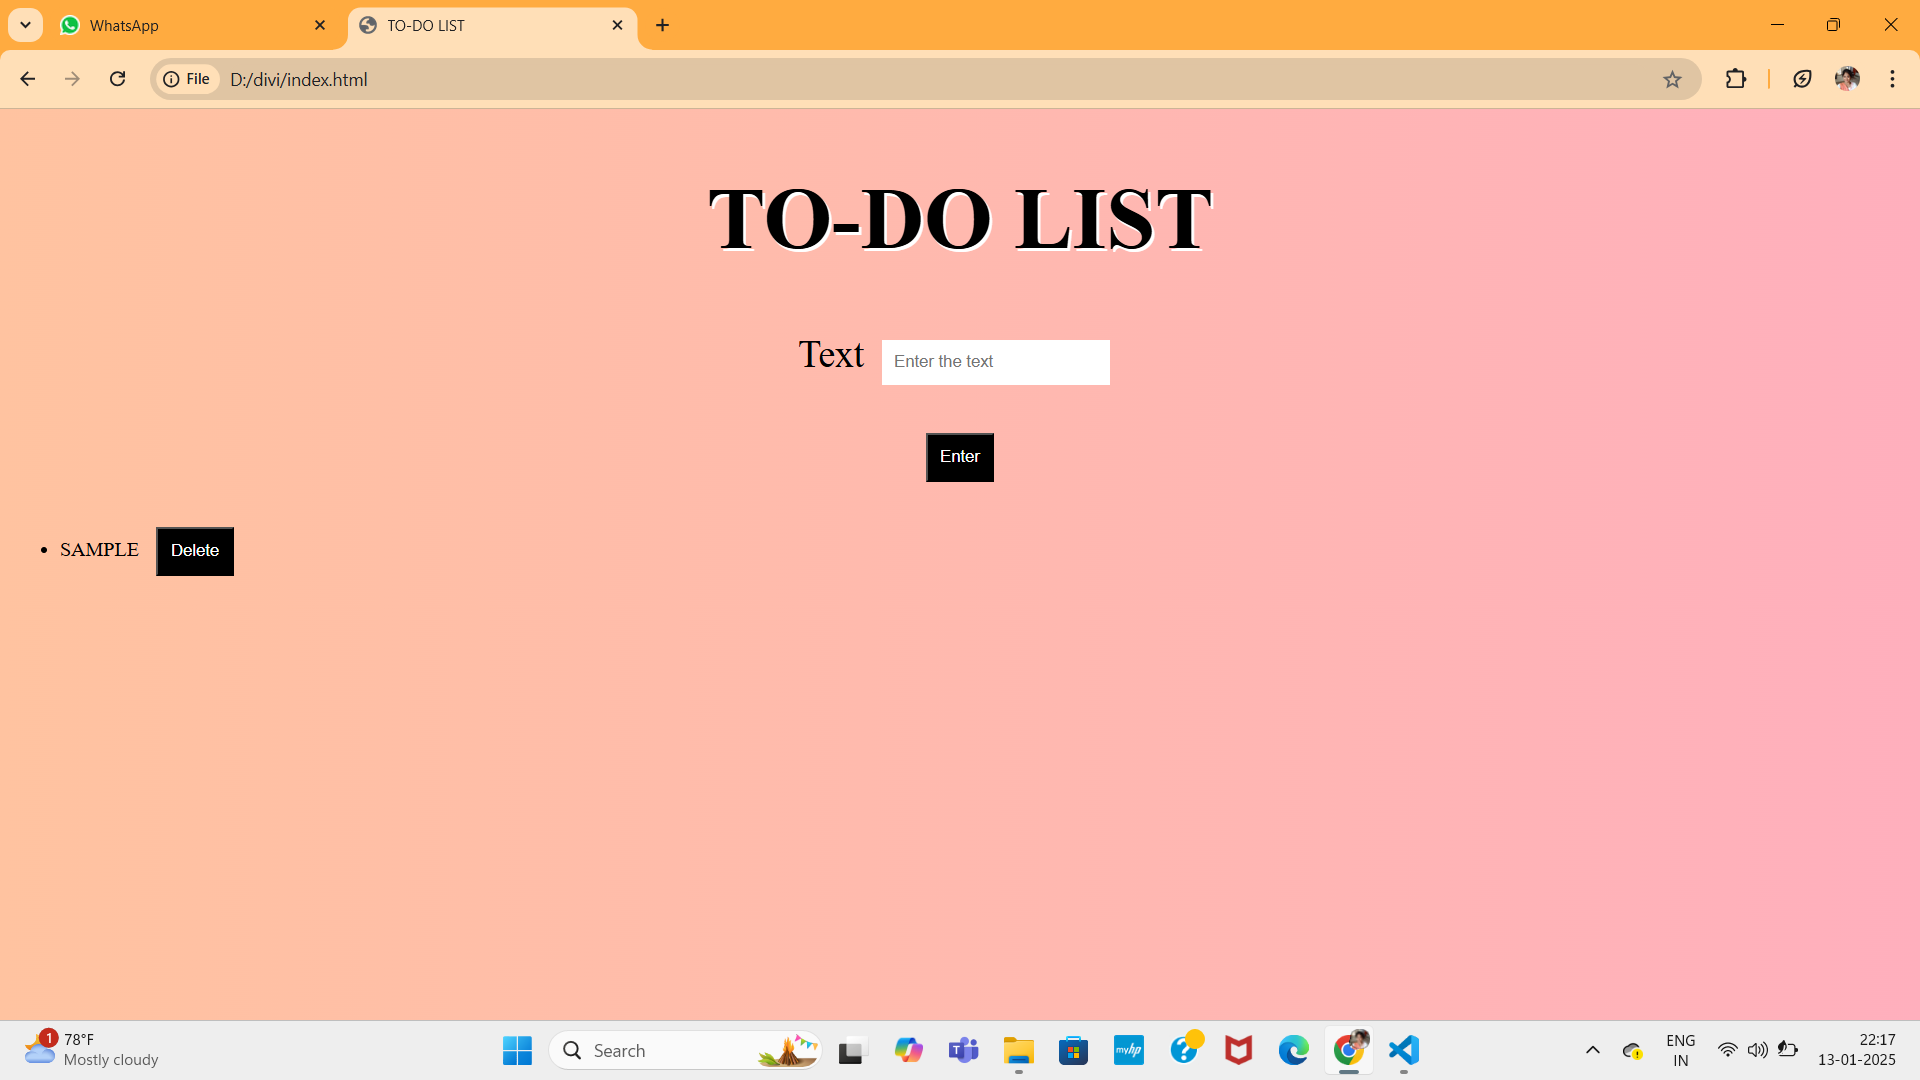 WhatsApp
TO-DO LIST
File
D:/divi/index.html
TO-DO LIST
Text
Enter the text
Enter
SAMPLE
Delete
1
78°F
Mostly cloudy
Search
T
myhp
?
ENG
IN
22:17
13-01-2025